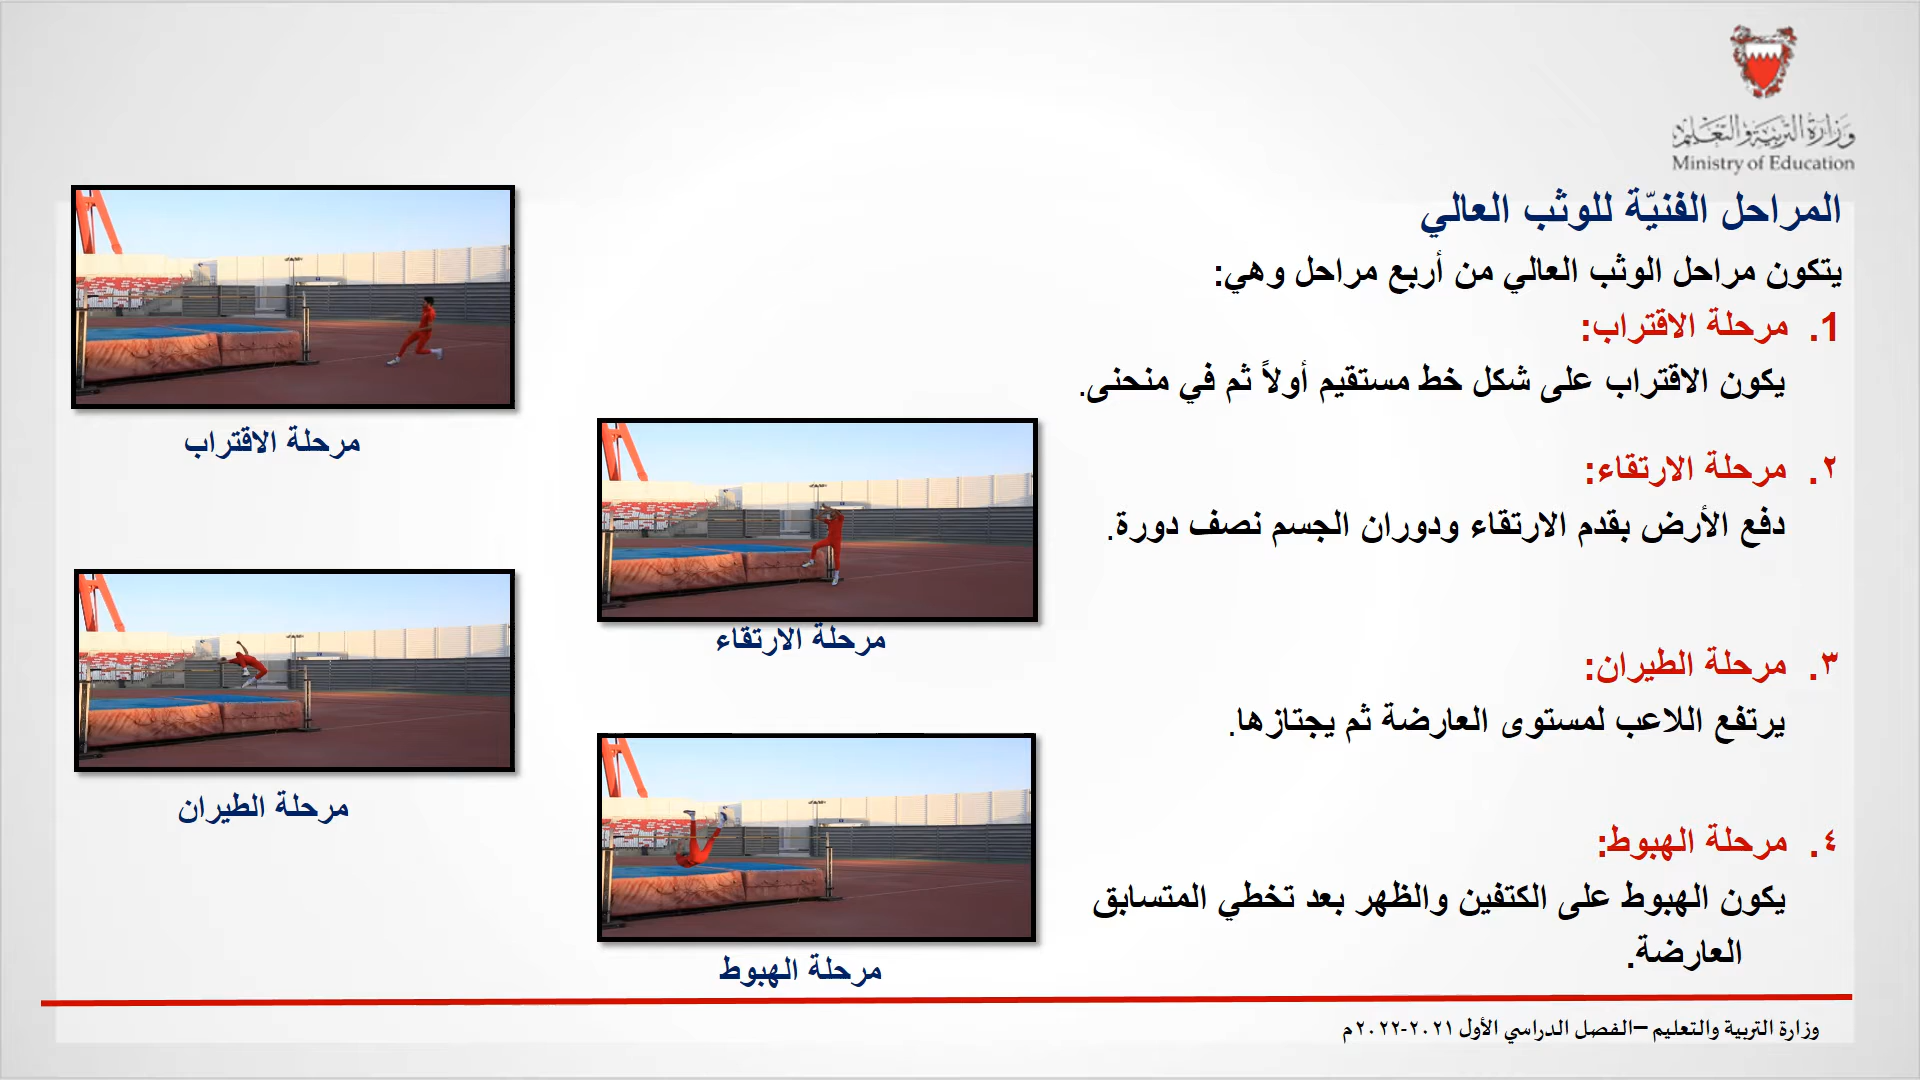 وزارة التربية والتعليم
Ministry of Education
المراحل الفنيّة للوثب العالي
يتكون مراحل الوثب العالي من أربع مراحل وهي:
1. مرحلة الاقتراب:
يكون الاقتراب على شكل خط مستقيم أولاً ثم في منحنى.
٢. مرحلة الارتقاء:
دفع الأرض بقدم الارتقاء ودوران الجسم نصف دورة.
٣. مرحلة الطيران:
يرتفع اللاعب لمستوى العارضة ثم يجتازها.
٤. مرحلة الهبوط:
يكون الهبوط على الكتفين والظهر بعد تخطي المتسابق
العارضة.
مرحلة الاقتراب
مرحلة الارتقاء
مرحلة الطيران
مرحلة الهبوط
وزارة التربية والتعليم –الفصل الدراسي الأول ٢٠٢١-٢٠٢٢م